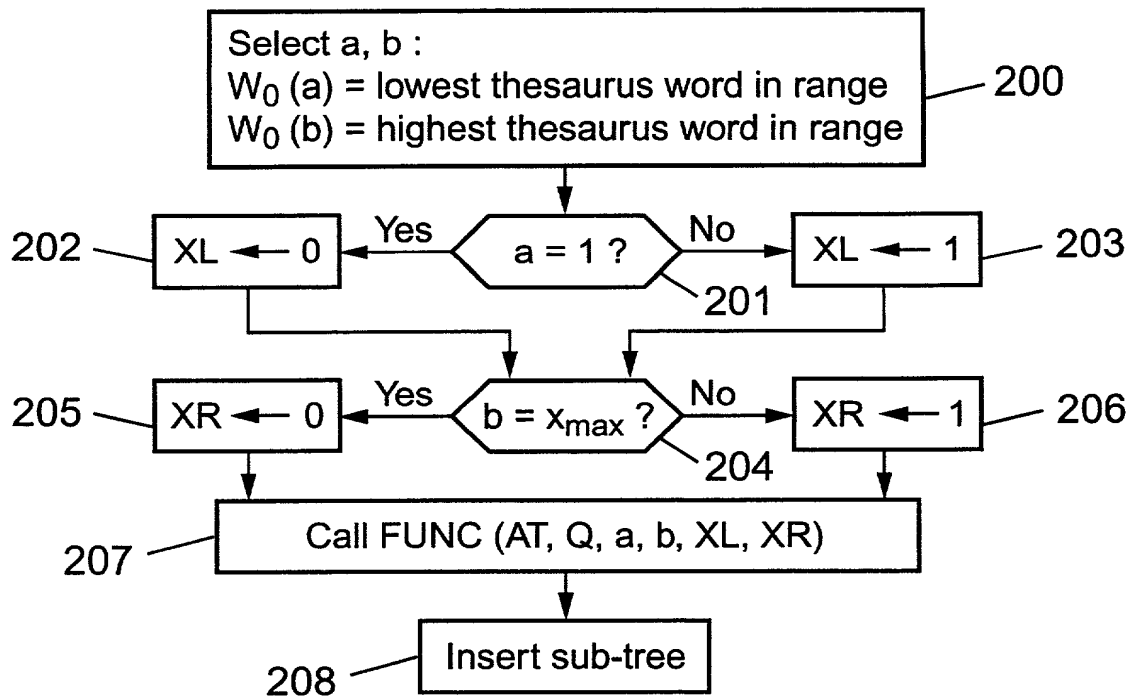 Select a, b :
W0 (a) = lowest thesaurus word in range
W0 (b) = highest thesaurus word in range
200
202
XL ← 0
Yes
a = 1 ?
No
XL ← 1
203
201
205
XR ← 0
Yes
b = xmax ?
No
XR ← 1
206
204
Call FUNC (AT, Q, a, b, XL, XR)
207
Insert sub-tree
208